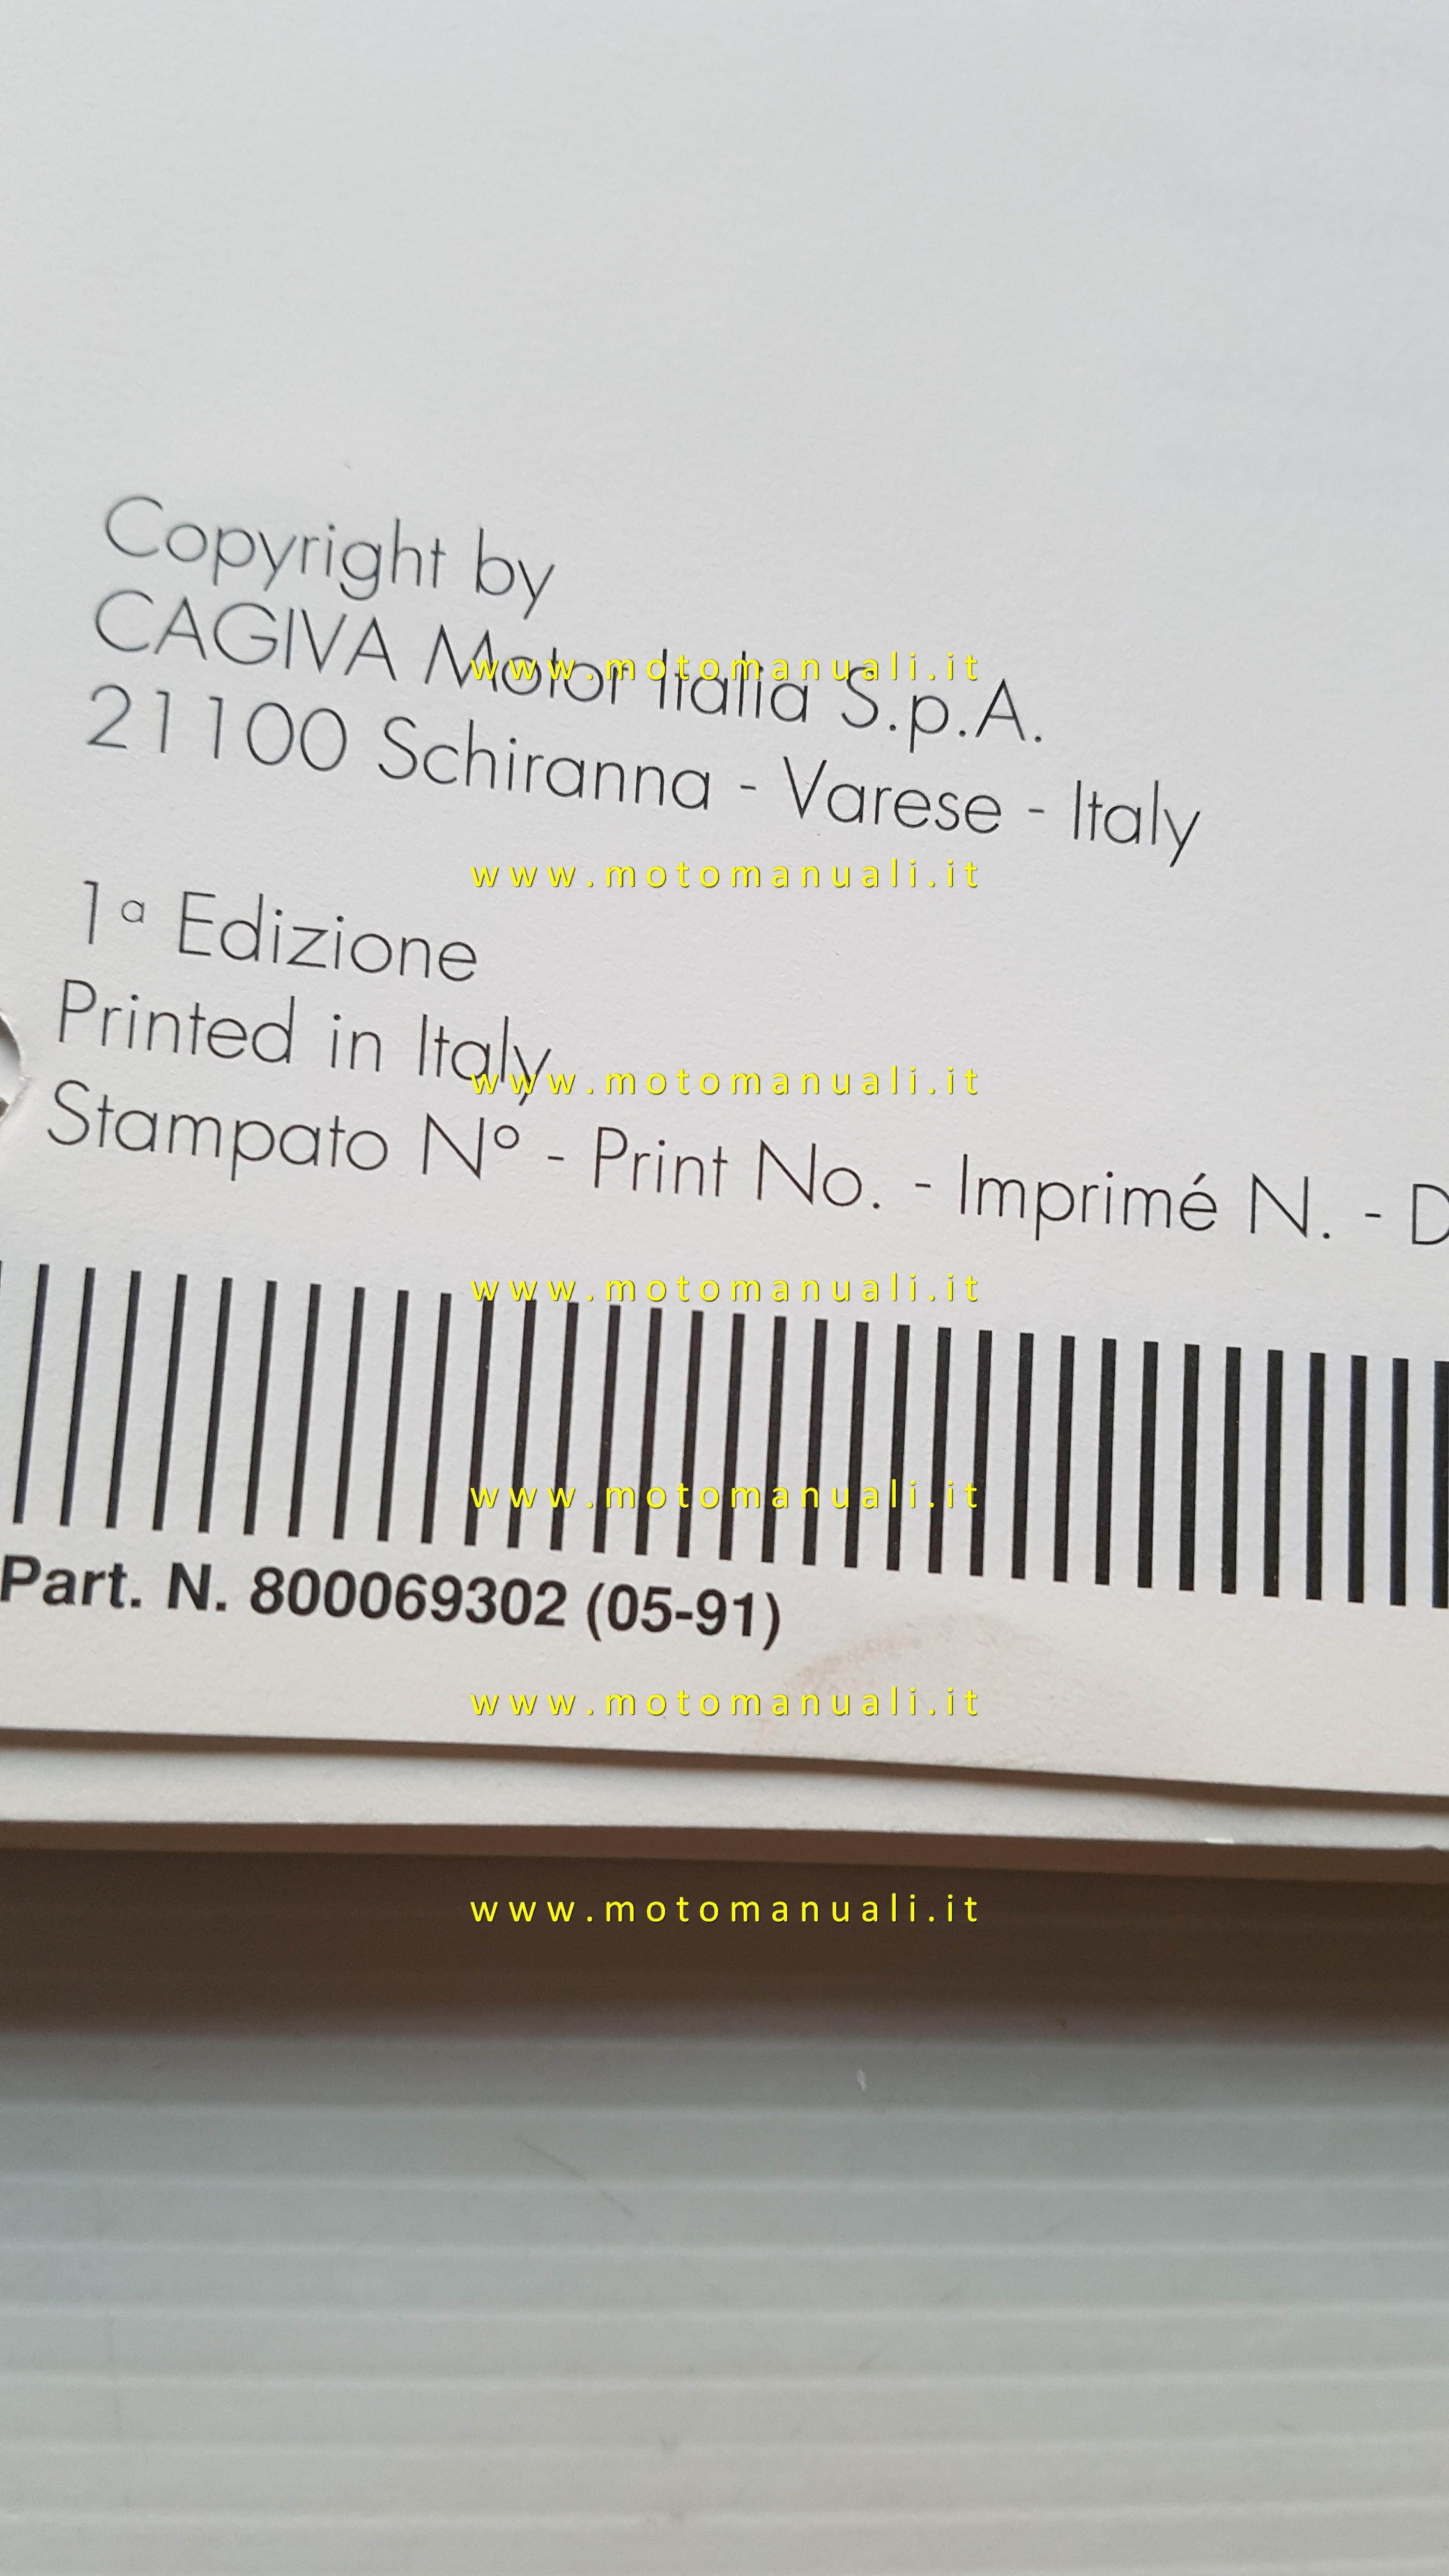 Copyright by
CAGIVA Motor Italia S.p.A.
www.motomanuali.it
21100 Schiranna - Varese - Italy
www.motomanuali.it
1ª Edizione
Printed in Italy
www.motomanuali.it
Stampato N° - Print No. - Imprimé N. - D
www.motomanuali.it
www.motomanuali.it
Part. N. 800069302 (05-91)
www.motomanuali.it
www.motomanuali.it